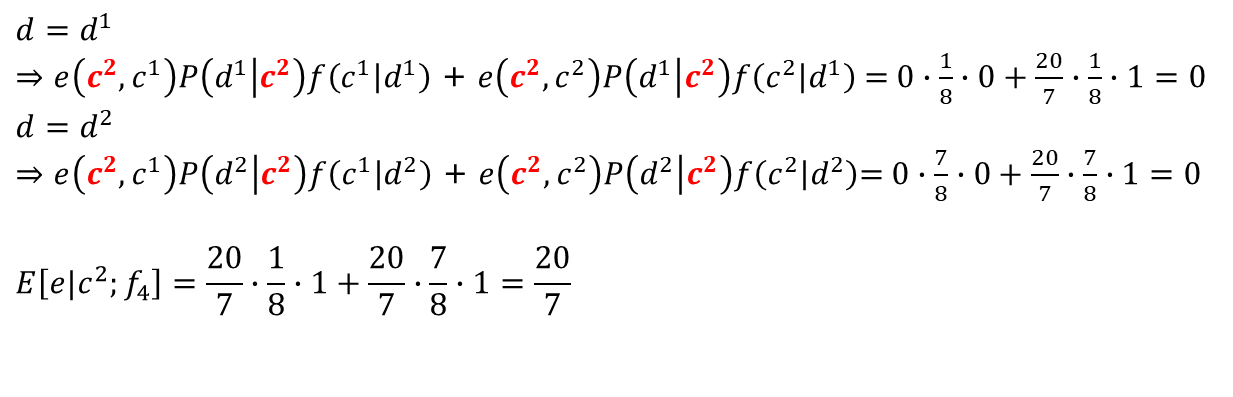 d = d¹
⇒ e(c², c¹)P(d¹|c²)f(c¹|d¹) + e(c², c²)P(d¹|c²)f(c²|d¹) = 0 · 1/8 · 0 + 20/7 · 1/8 · 1 = 0
d = d²
⇒ e(c², c¹)P(d²|c²)f(c¹|d²) + e(c², c²)P(d²|c²)f(c²|d²)= 0 · 7/8 · 0 + 20/7 · 7/8 · 1 = 0
E[e|c²; f₄] = 20/7 · 1/8 · 1 + 20/7 · 7/8 · 1 = 20/7